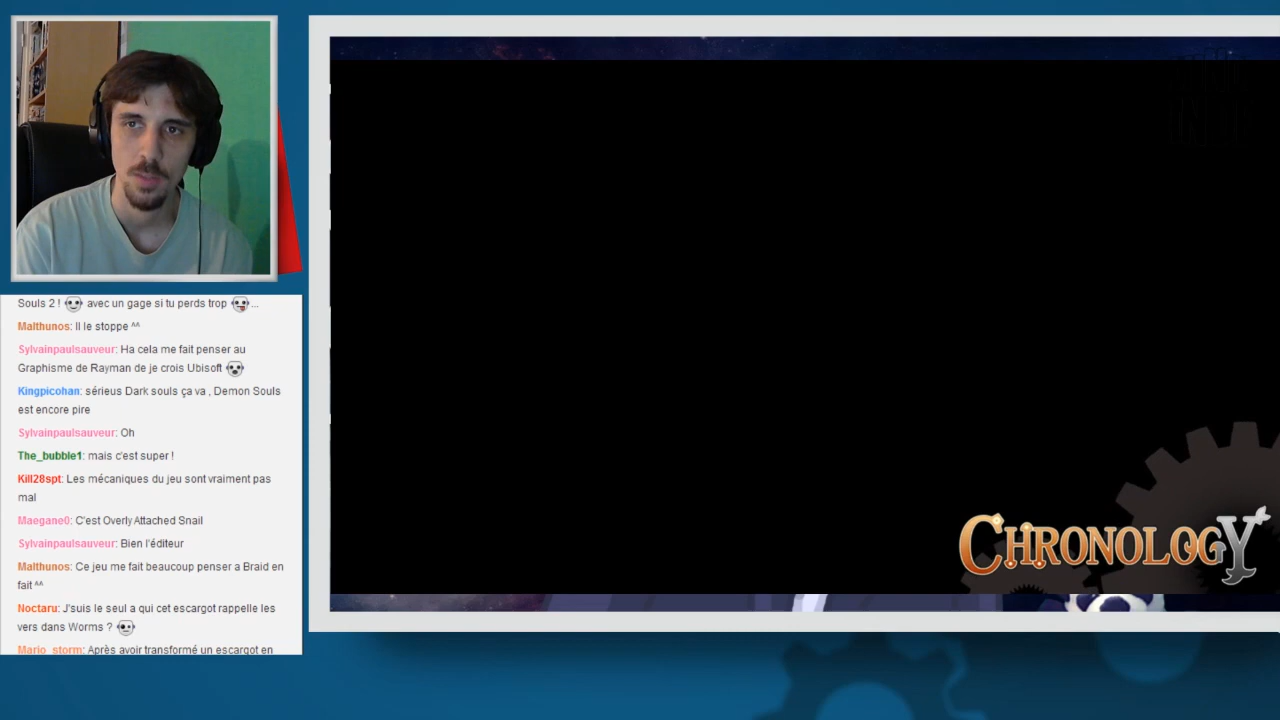 Souls 2 ! avec un gage si tu perds trop ...
Malthunos: Il le stoppe ^^
Sylvainpaulsauveur: Ha cela me fait penser au
Graphisme de Rayman de je crois Ubisoft
Kingpicohan: sérieus Dark souls ça va , Demon Souls
est encore pire
Sylvainpaulsauveur: Oh
The_bubble1: mais c'est super !
Kill28spt: Les mécaniques du jeu sont vraiment pas
mal
Maegane0: C'est Overly Attached Snail
Sylvainpaulsauveur: Bien l'éditeur
Malthunos: Ce jeu me fait beaucoup penser a Braid en
fait ^^
Noctaru: J'suis le seul a qui cet escargot rappelle les
vers dans Worms ?
Mario_storm: Après avoir transformé un escargot en
CHRONOLOGY